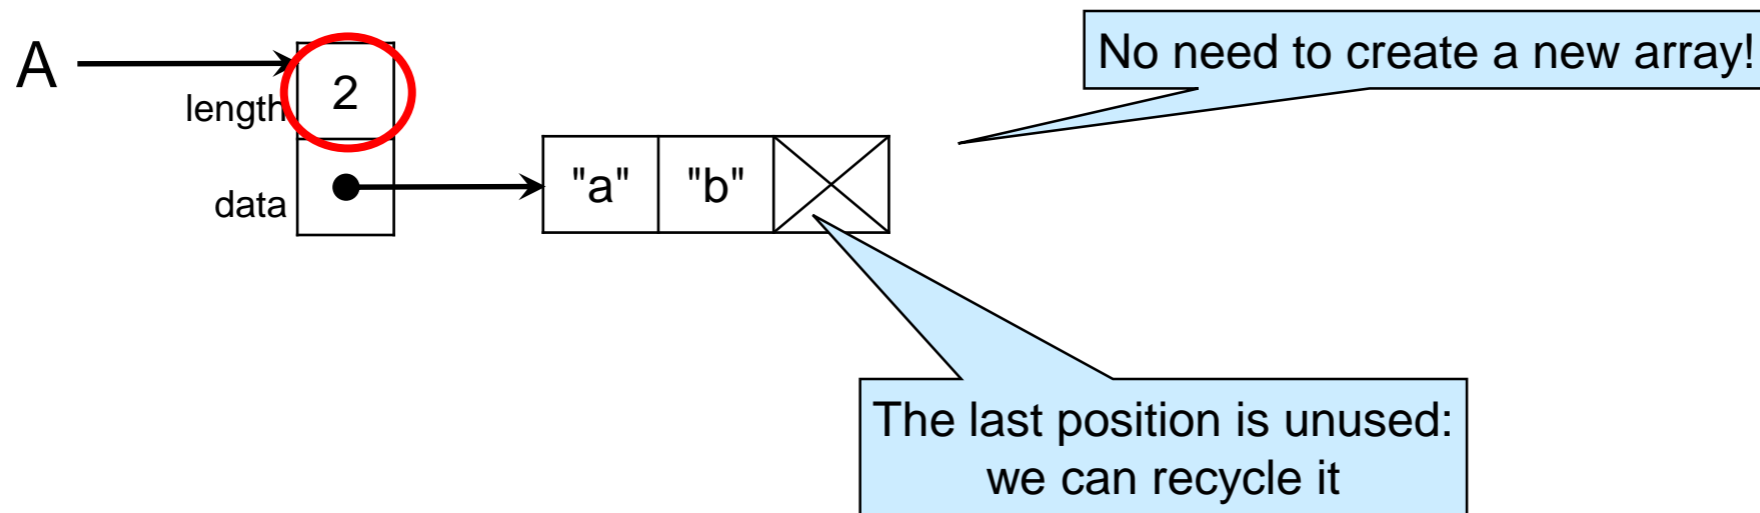 A
length
2
data
"a"
"b"
No need to create a new array!
The last position is unused:
we can recycle it